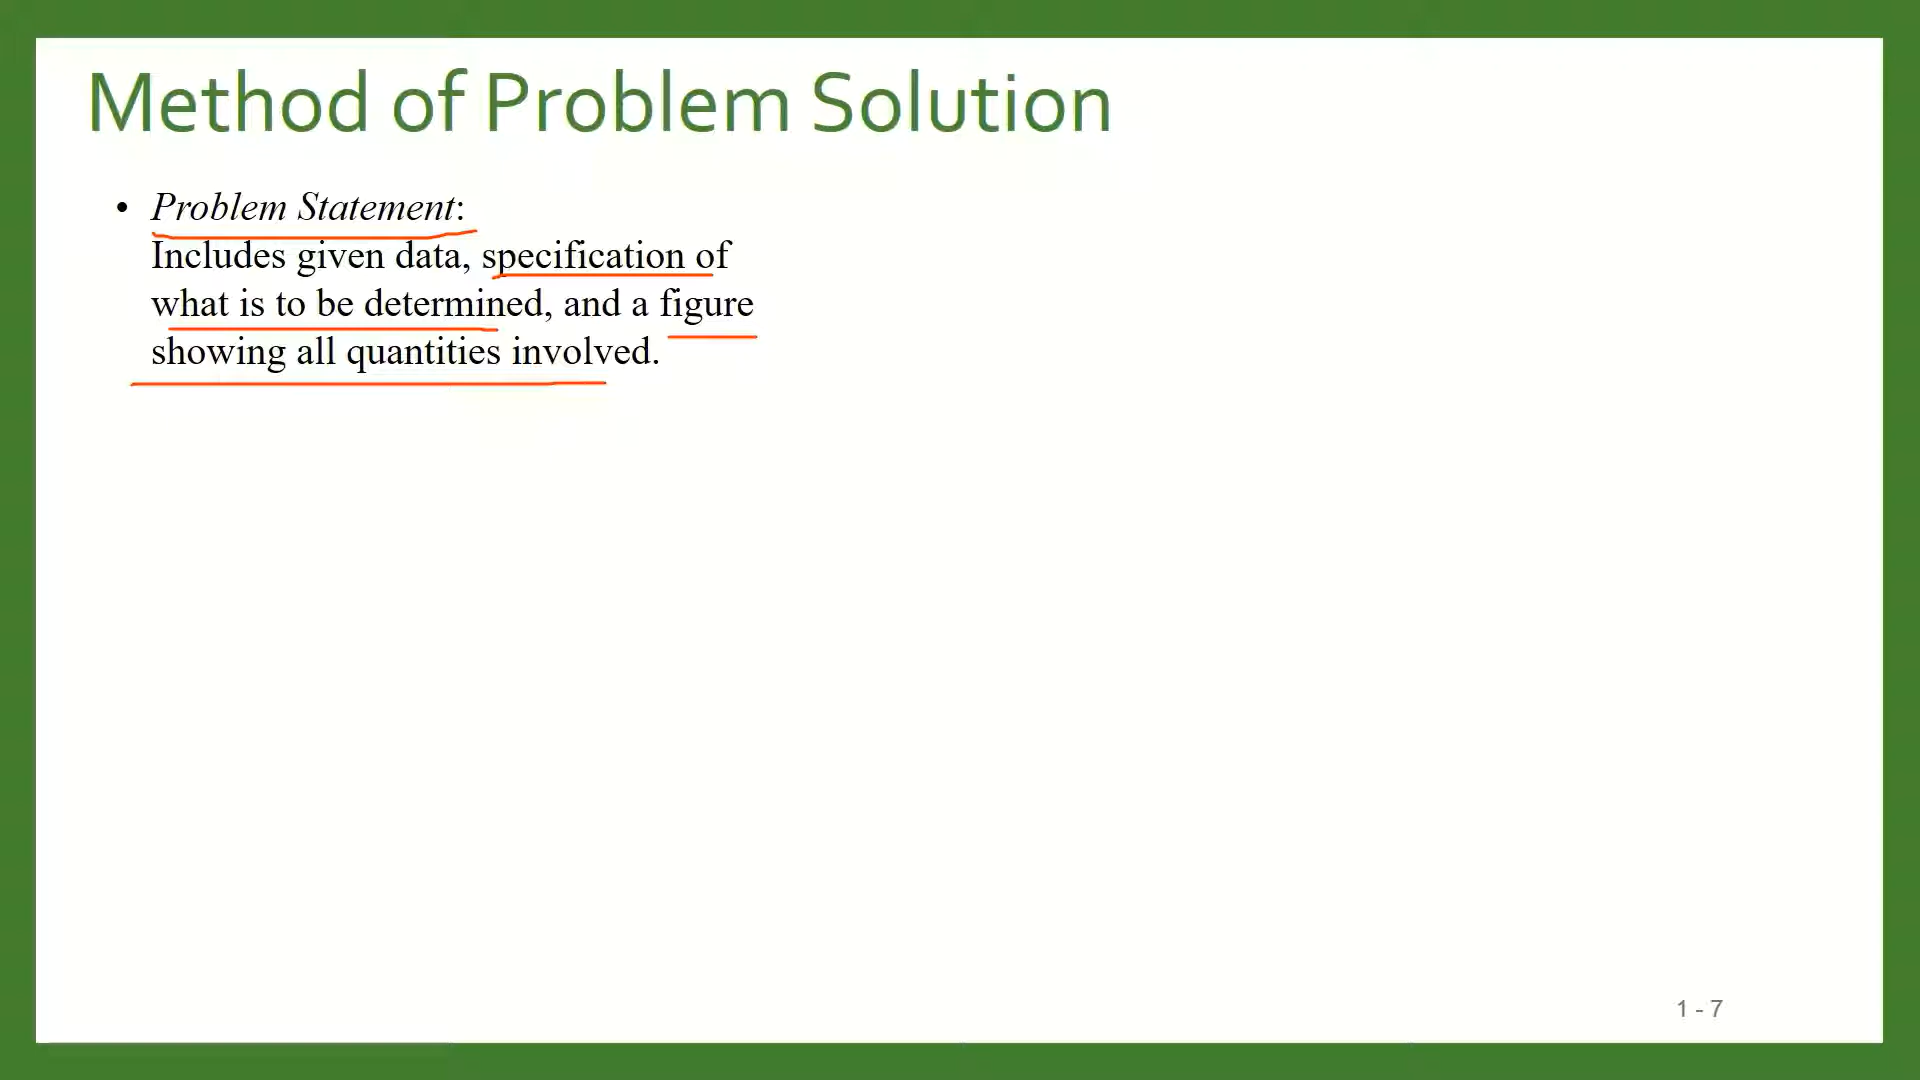 Method of Problem Solution
• Problem Statement:
Includes given data, specification of
what is to be determined, and a figure
showing all quantities involved.
1 - 7